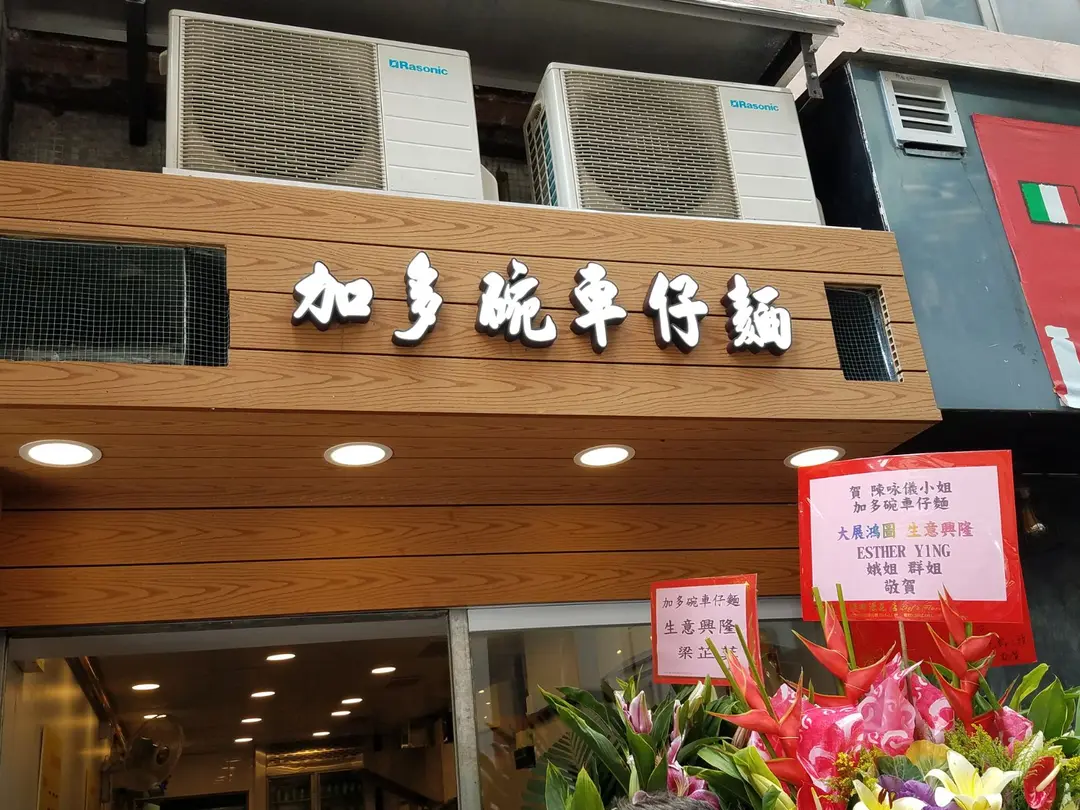 Rasonic
Rasonic
加多碗車仔麵
賀 陳咏儀小姐
加多碗車仔麵
大展鴻圖 生意興隆
ESTHER YING
娥姐 群姐
敬賀
加多碗車仔麵
生意興隆
梁芷